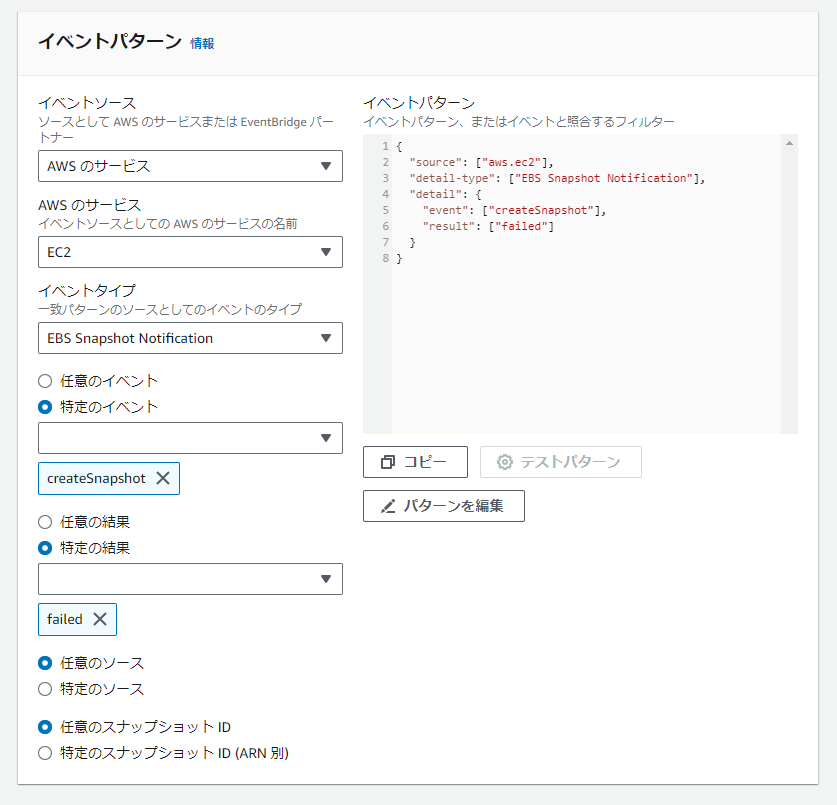 イベントパターン 情報
イベントソース
ソースとして AWS のサービスまたは EventBridge パー
トナー
AWS のサービス
AWS のサービス
イベントソースとしての AWS のサービスの名前
EC2
イベントタイプ
一致パターンのソースとしてのイベントのタイプ
EBS Snapshot Notification
任意のイベント
特定のイベント
createSnapshot
任意の結果
特定の結果
failed
任意のソース
特定のソース
任意のスナップショット ID
特定のスナップショット ID (ARN 別)
イベントパターン
イベントパターン、またはイベントと照合するフィルター
1 {
2   "source": ["aws.ec2"],
3   "detail-type": ["EBS Snapshot Notification"],
4   "detail": {
5     "event": ["createSnapshot"],
6     "result": ["failed"]
7   }
8 }
コピー
テストパターン
パターンを編集